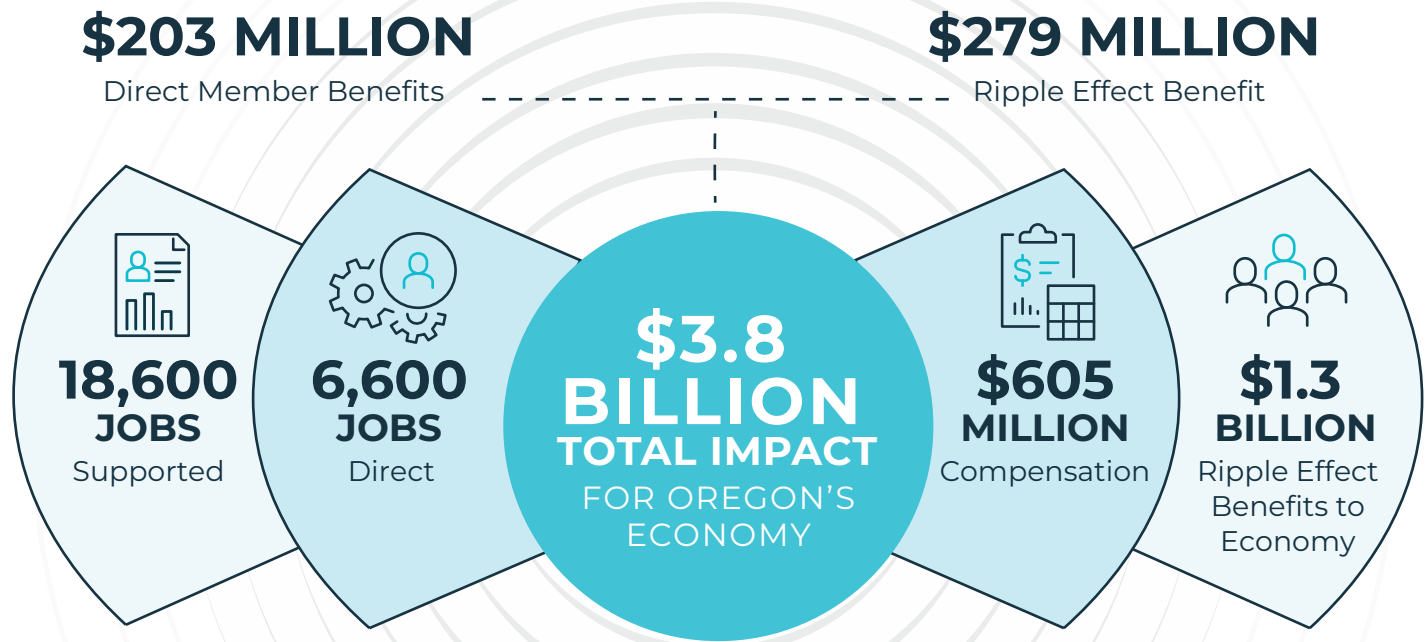 $203 MILLION
Direct Member Benefits
$279 MILLION
Ripple Effect Benefit
18,600
JOBS
Supported
6,600
JOBS
Direct
$3.8
BILLION
TOTAL IMPACT
FOR OREGON'S
ECONOMY
$605
MILLION
Compensation
$1.3
BILLION
Ripple Effect
Benefits to
Economy